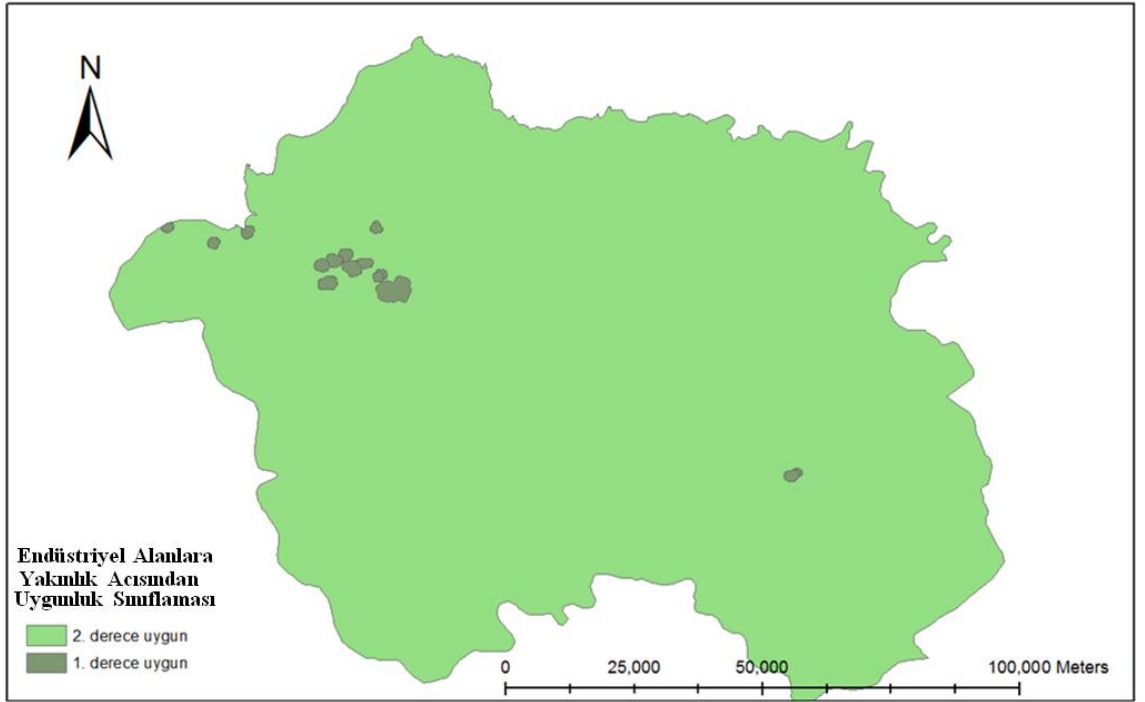 N
Endüstriyel Alanlara
Yakınlık Acısından
Uygunluk Sınıflaması
2. derece uygun
1. derece uygun
0 25,000 50,000 100,000 Meters